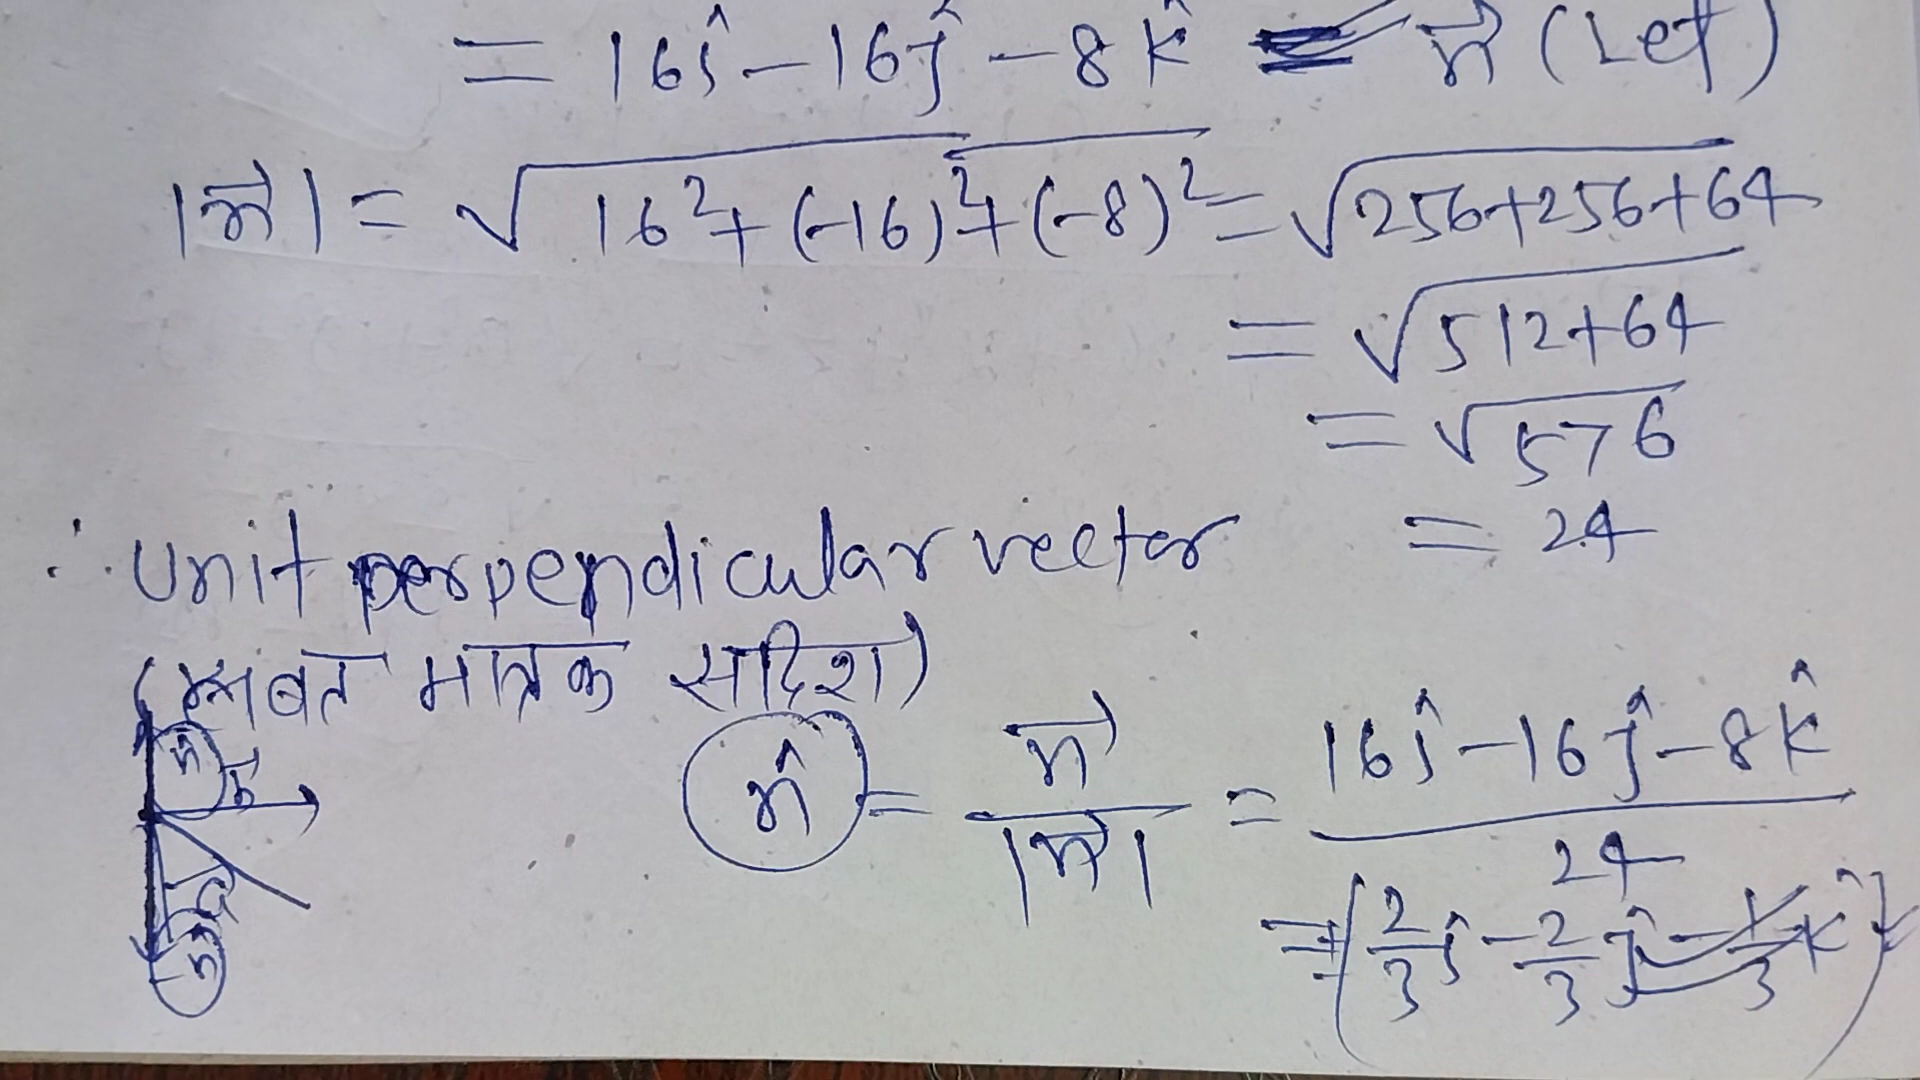 = 16î - 16ĵ - 8k̂ = n⃗ (Let)
|n⃗| = √16² + (-16)² + (-8)² = √256+256+64
= √512+64
= √576
= 24
∴ Unit perpendicular vector
(लम्बवत मात्रक सदिश)
n̂ = n⃗/|n⃗| = 16î - 16ĵ - 8k̂/24
n̂ b⃗
n̂
= ±{2/3 î - 2/3 ĵ - 1/3 k̂}